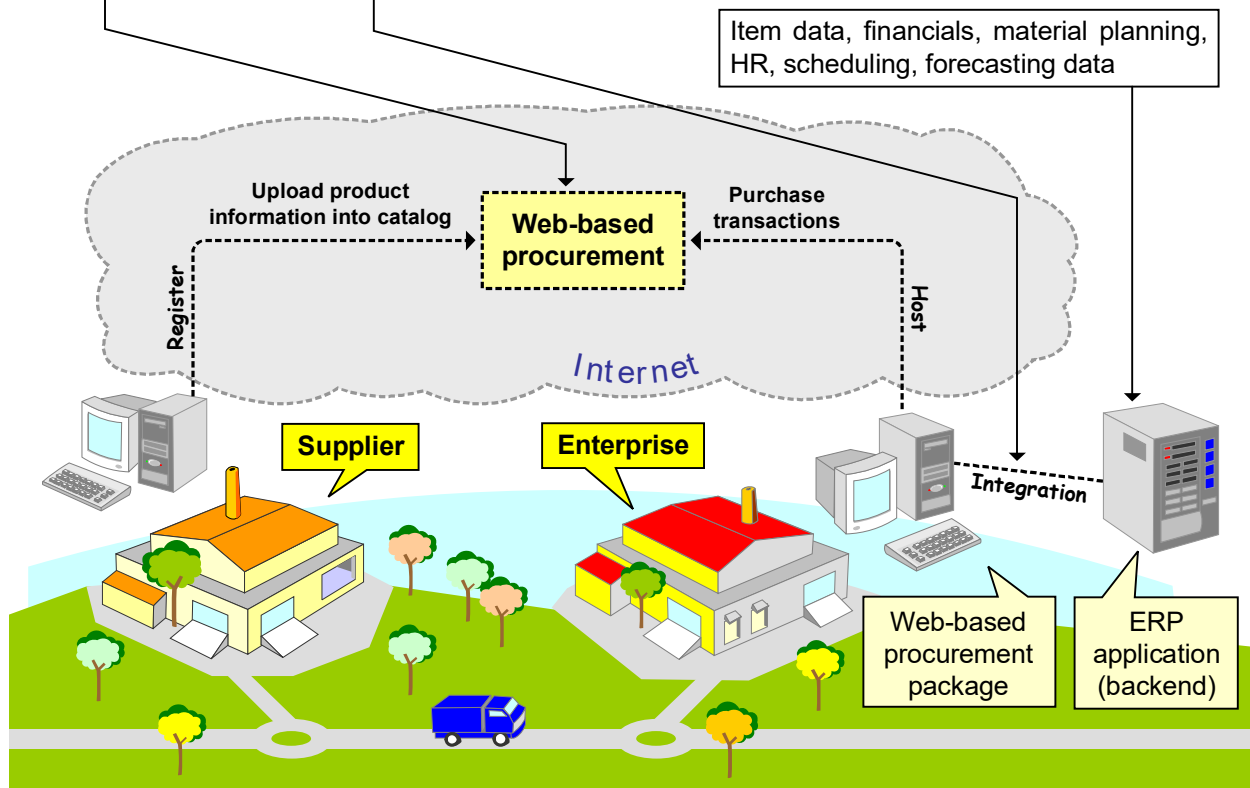 Item data, financials, material planning,
HR, scheduling, forecasting data
Upload product
information into catalog
Web-based
procurement
Purchase
transactions
Register
Host
Internet
Supplier
Enterprise
Integration
Web-based
procurement
package
ERP
application
(backend)